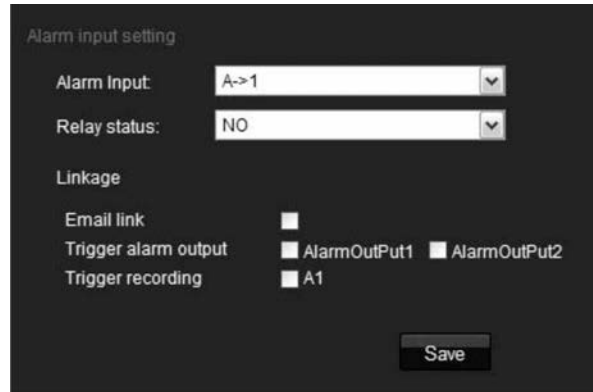 Alarm input setting
Alarm Input: A->1
Relay status: NO
Linkage
Email link
Trigger alarm output AlarmOutPut1 AlarmOutPut2
Trigger recording A1
Save